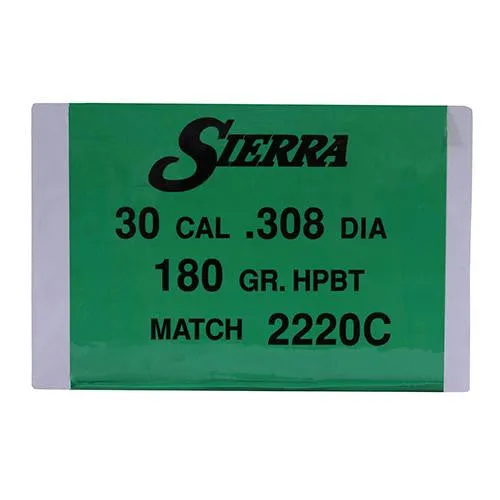 SIERRA
30 CAL .308 DIA
180 GR. HPBT
MATCH 2220C